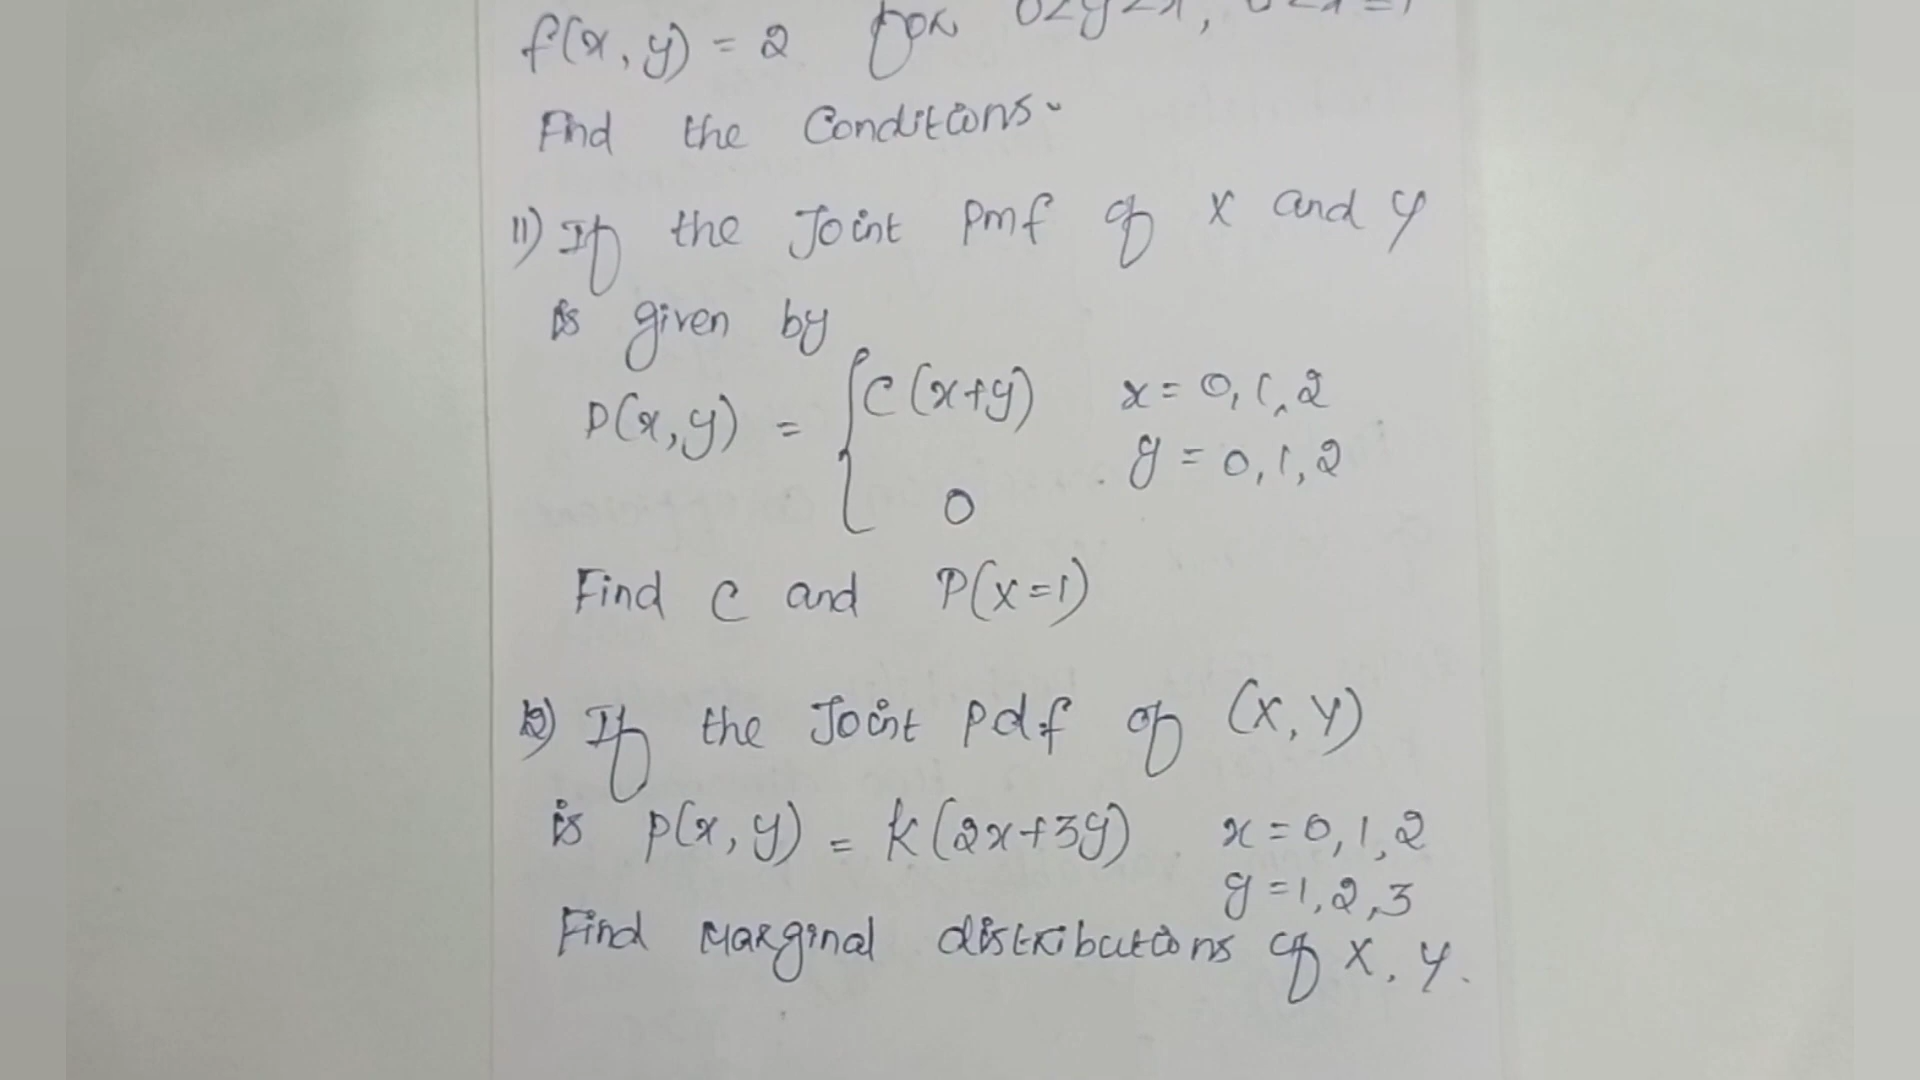 f(x, y) = 2 for 0<y<x,
Find the Conditions.
11) If the Joint Pmf of X and Y
is given by
P(x, y) = { C (x+y) x = 0, 1, 2
y = 0, 1, 2
0
Find C and P(x=1)
12) If the Joint Pdf of (X, Y)
is p(x, y) = k (2x+3y) x = 0, 1, 2
y = 1, 2, 3
Find Marginal distributions of X, Y.